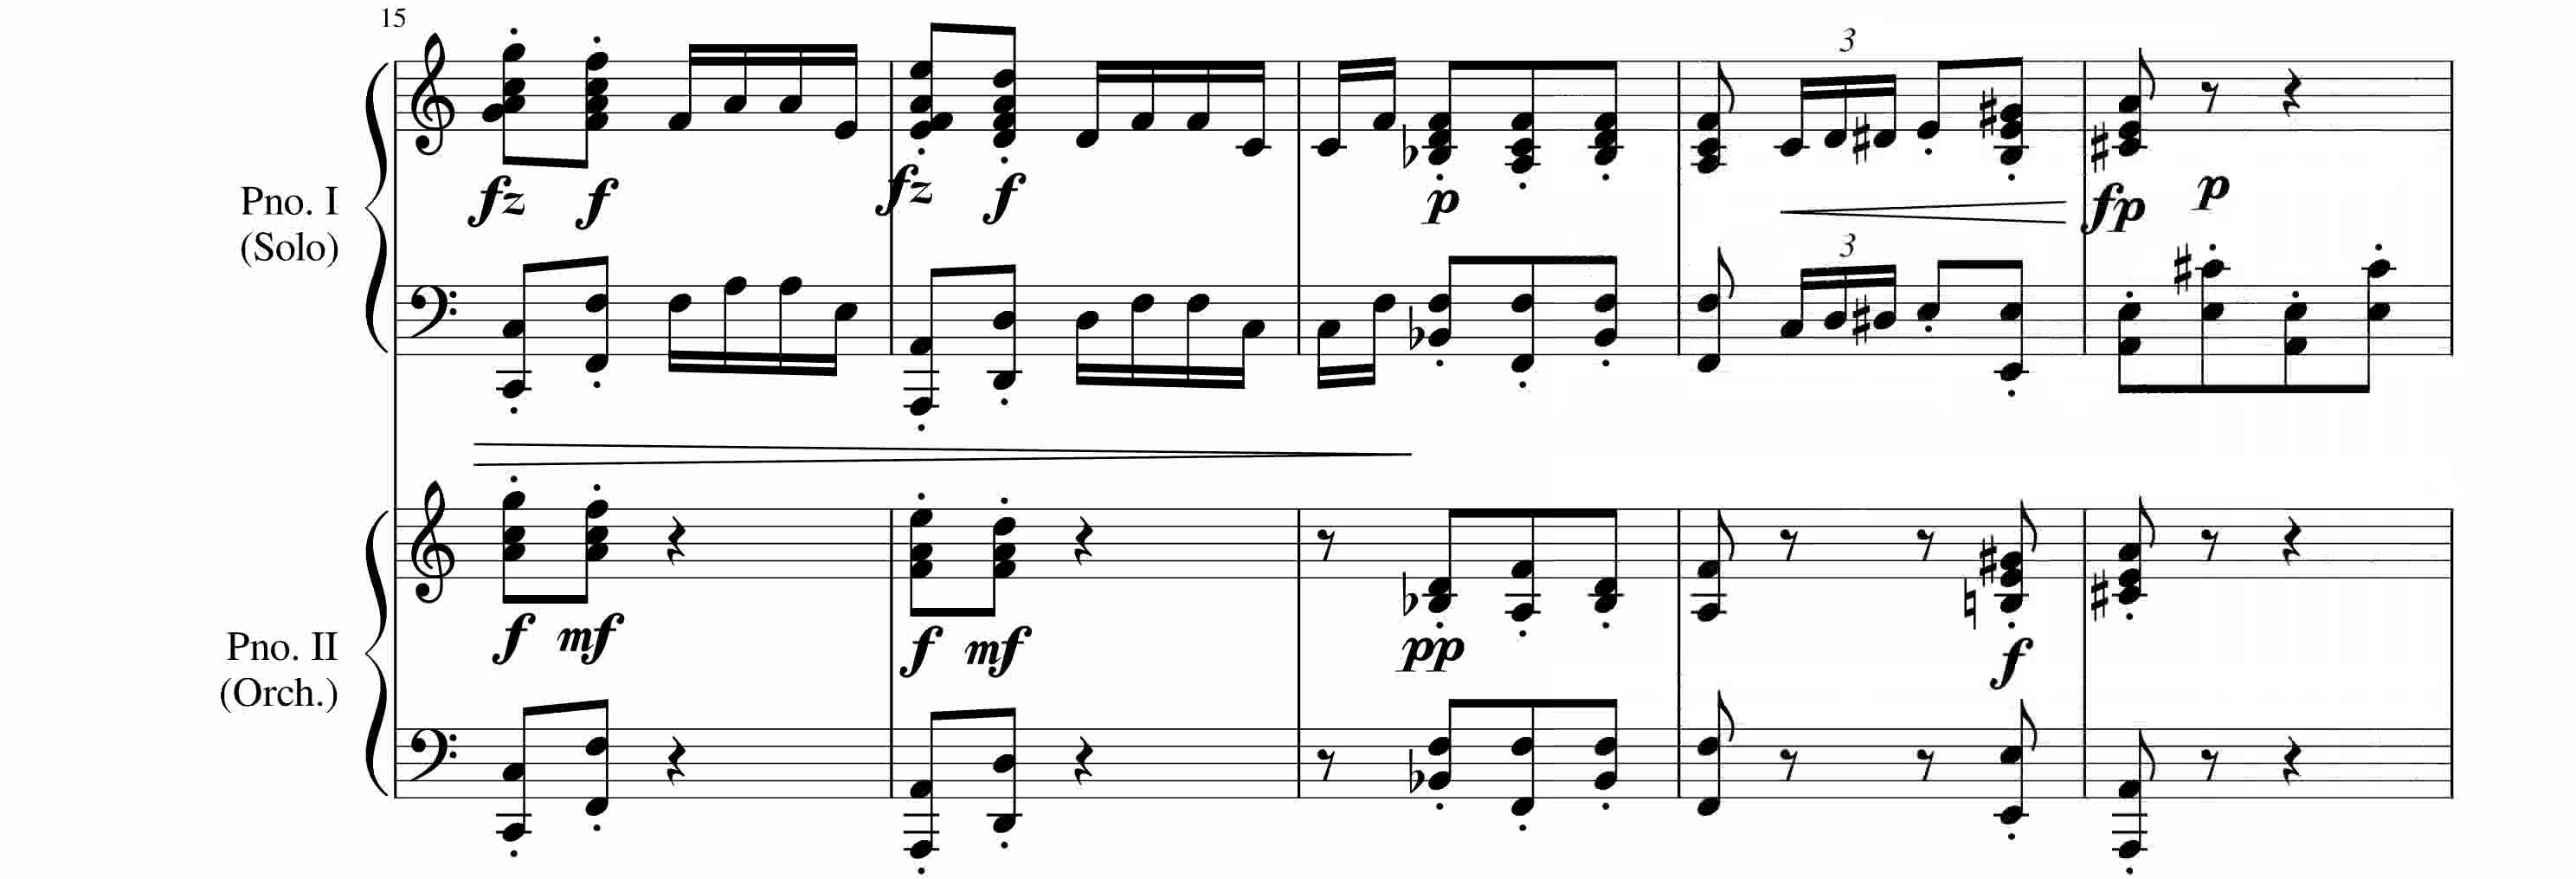 15
3
Pno. I
(Solo)
fz f fz f p fp p
3
Pno. II
(Orch.)
f mf f mf pp f